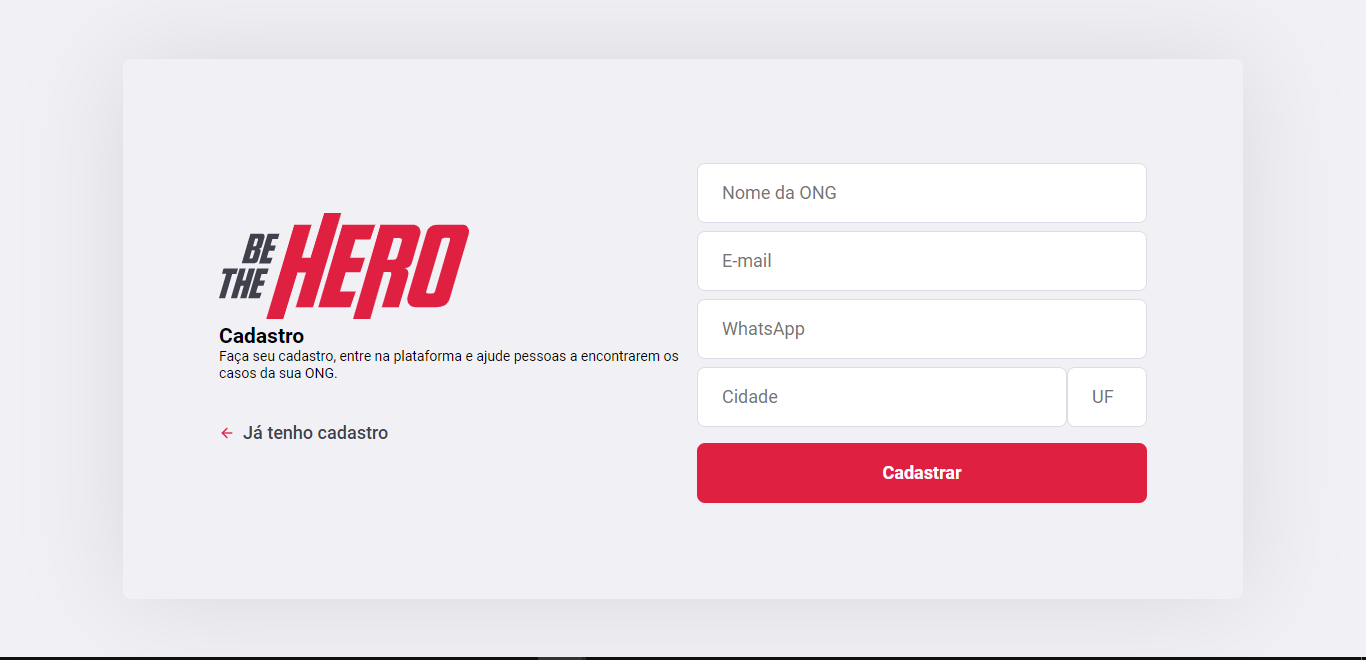 BE
THE
HERO
Cadastro
Faça seu cadastro, entre na plataforma e ajude pessoas a encontrarem os
casos da sua ONG.
Já tenho cadastro
Nome da ONG
E-mail
WhatsApp
Cidade
UF
Cadastrar